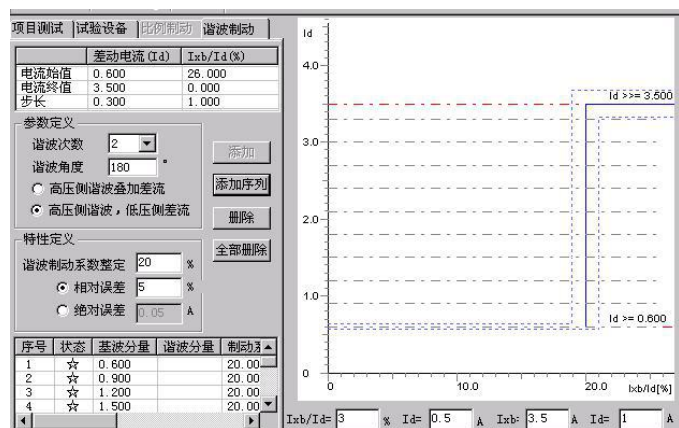 项目测试 试验设备 比例制动 谐波制动
差动电流(Id) Ixb/Id(%)
电流始值 0.600 26.000
电流终值 3.500 0.000
步长 0.300 1.000
参数定义
谐波次数 2
谐波角度 180 °
高压侧谐波叠加差流
高压侧谐波，低压侧差流
添加
添加序列
删除
全部删除
特性定义
谐波制动系数整定 20 %
相对误差 5 %
绝对误差 0.05 A
序号 状态 基波分量 谐波分量 制动系
1 ☆ 0.600 20.00
2 ☆ 0.900 20.00
3 ☆ 1.200 20.00
4 ☆ 1.500 20.00
Id
4.0
Id >>= 3.500
3.0
2.0
1.0
Id >= 0.600
0
0 10.0 20.0 Ixb/Id[%]
Ixb/Id= 3 % Id= 0.5 A Ixb= 3.5 A Id= 1 A